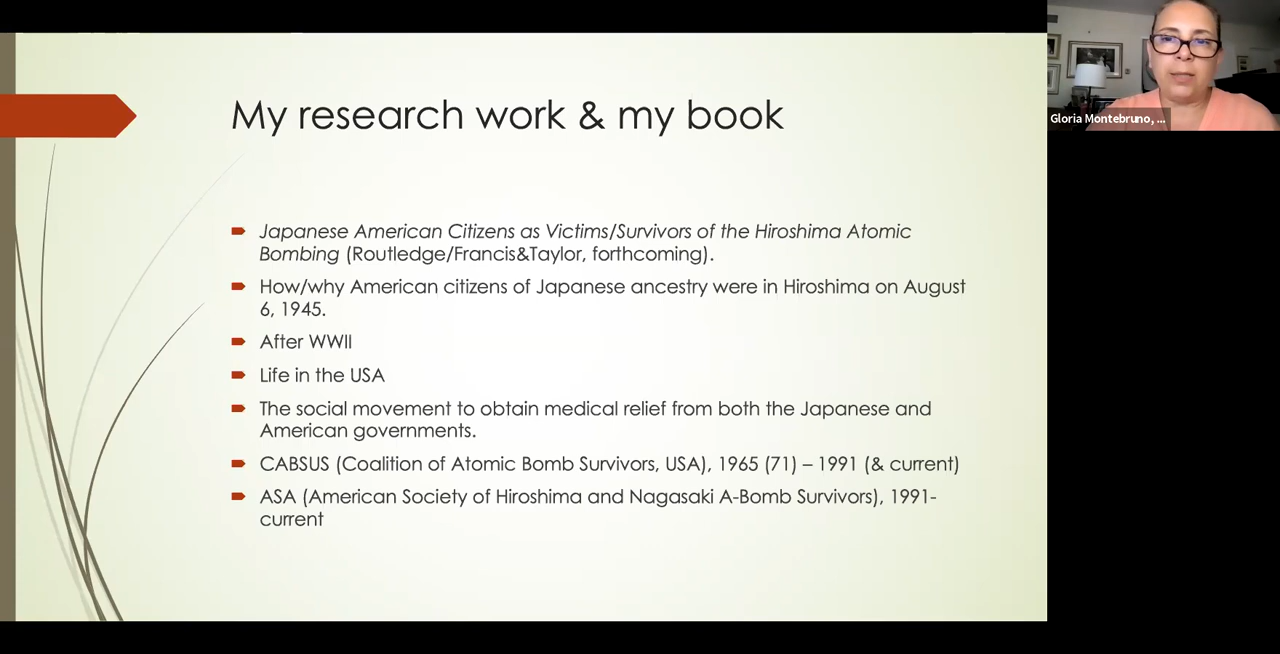 My research work & my book
Japanese American Citizens as Victims/Survivors of the Hiroshima Atomic
Bombing (Routledge/Francis&Taylor, forthcoming).
How/why American citizens of Japanese ancestry were in Hiroshima on August
6, 1945.
After WWII
Life in the USA
The social movement to obtain medical relief from both the Japanese and
American governments.
CABSUS (Coalition of Atomic Bomb Survivors, USA), 1965 (71) – 1991 (& current)
ASA (American Society of Hiroshima and Nagasaki A-Bomb Survivors), 1991-
current
Gloria Montebruno, ...